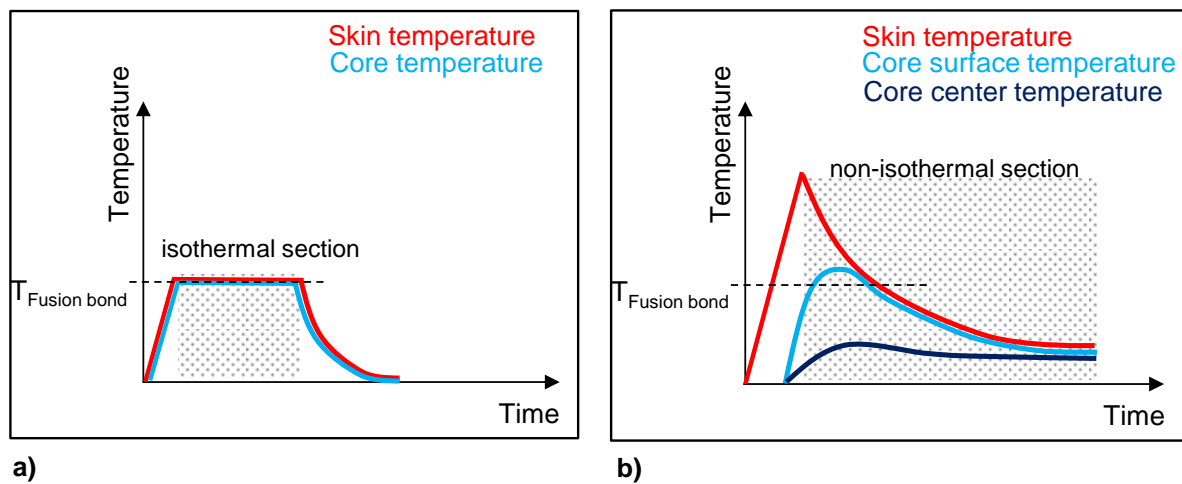 Skin temperature
Core temperature
Temperature
isothermal section
T Fusion bond
Time
a)
Skin temperature
Core surface temperature
Core center temperature
Temperature
non-isothermal section
T Fusion bond
Time
b)